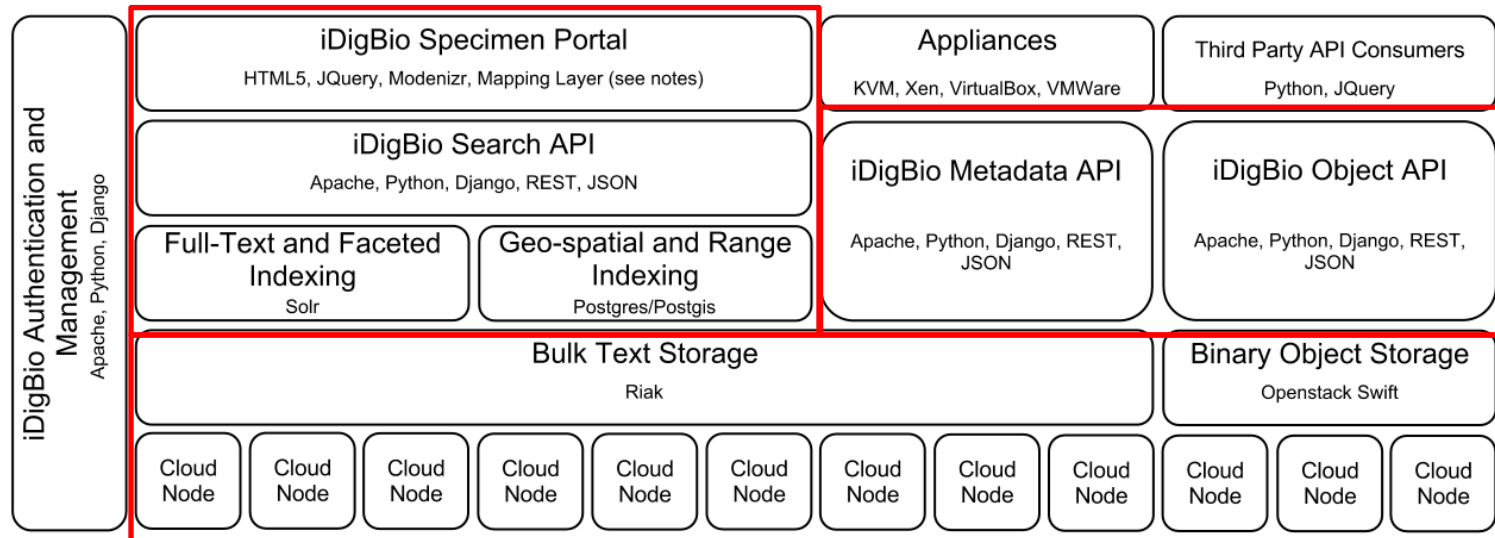 iDigBio Authentication and
Management
Apache, Python, Django
iDigBio Specimen Portal
HTML5, JQuery, Modenizr, Mapping Layer (see notes)
Appliances
KVM, Xen, VirtualBox, VMWare
Third Party API Consumers
Python, JQuery
iDigBio Search API
Apache, Python, Django, REST, JSON
iDigBio Metadata API
Apache, Python, Django, REST,
JSON
iDigBio Object API
Apache, Python, Django, REST,
JSON
Full-Text and Faceted
Indexing
Solr
Geo-spatial and Range
Indexing
Postgres/Postgis
Bulk Text Storage
Riak
Binary Object Storage
Openstack Swift
Cloud
Node
Cloud
Node
Cloud
Node
Cloud
Node
Cloud
Node
Cloud
Node
Cloud
Node
Cloud
Node
Cloud
Node
Cloud
Node
Cloud
Node
Cloud
Node